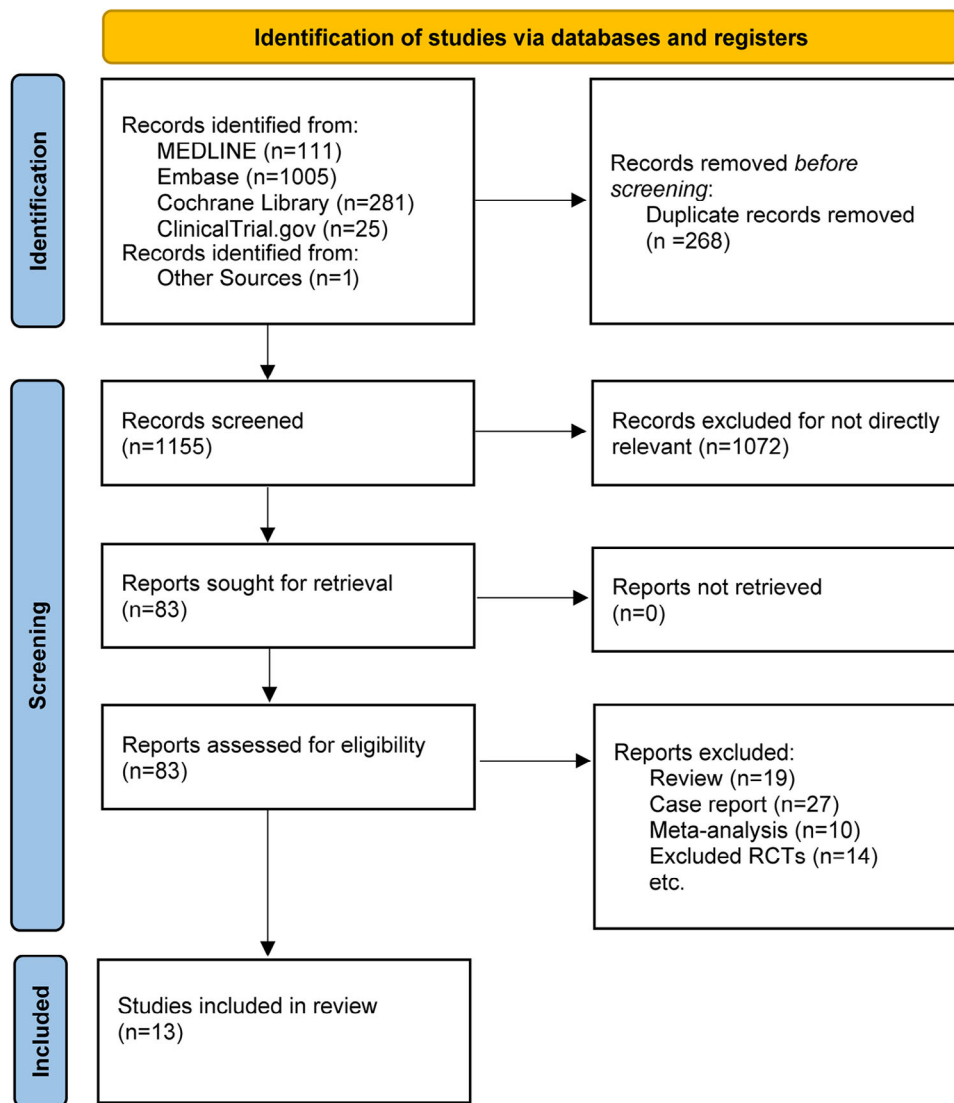 Identification of studies via databases and registers
Identification
Records identified from:
MEDLINE (n=111)
Embase (n=1005)
Cochrane Library (n=281)
ClinicalTrial.gov (n=25)
Records identified from:
Other Sources (n=1)
Records removed before
screening:
Duplicate records removed
(n =268)
Screening
Records screened
(n=1155)
Records excluded for not directly
relevant (n=1072)
Reports sought for retrieval
(n=83)
Reports not retrieved
(n=0)
Reports assessed for eligibility
(n=83)
Reports excluded:
Review (n=19)
Case report (n=27)
Meta-analysis (n=10)
Excluded RCTs (n=14)
etc.
Included
Studies included in review
(n=13)